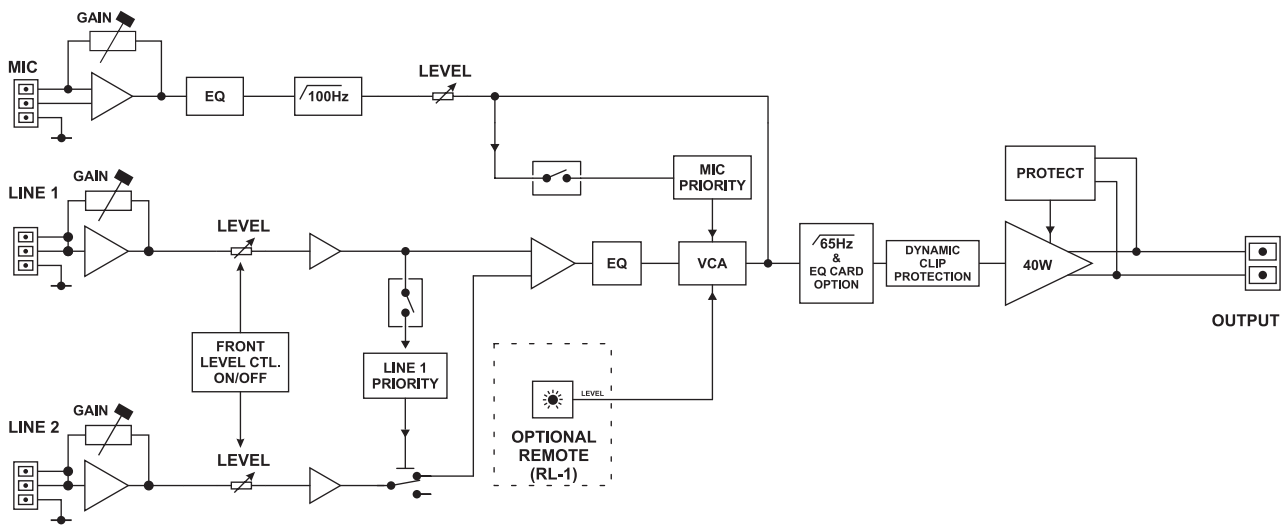 GAIN
MIC
EQ
100Hz
LEVEL
MIC
PRIORITY
PROTECT
GAIN
LINE 1
LEVEL
EQ
VCA
65Hz
&
EQ CARD
OPTION
DYNAMIC
CLIP
PROTECTION
40W
OUTPUT
FRONT
LEVEL CTL.
ON/OFF
LINE 1
PRIORITY
LEVEL
OPTIONAL
REMOTE
(RL-1)
GAIN
LINE 2
LEVEL